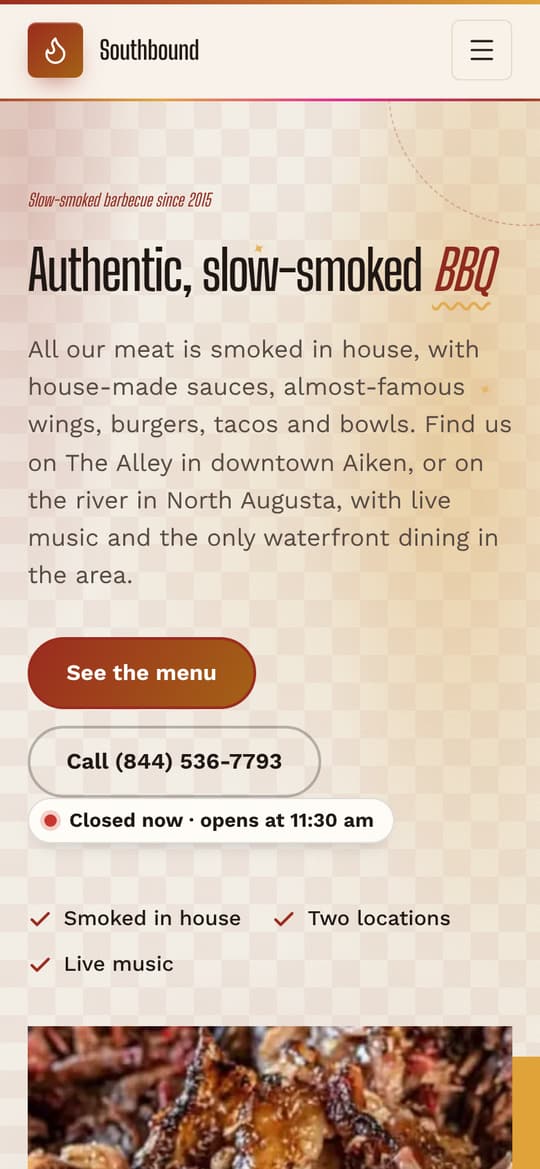 Southbound
Slow-smoked barbecue since 2015
Authentic, slow-smoked BBQ
All our meat is smoked in house, with
house-made sauces, almost-famous
wings, burgers, tacos and bowls. Find us
on The Alley in downtown Aiken, or on
the river in North Augusta, with live
music and the only waterfront dining in
the area.
See the menu
Call (844) 536-7793
Closed now · opens at 11:30 am
Smoked in house
Two locations
Live music